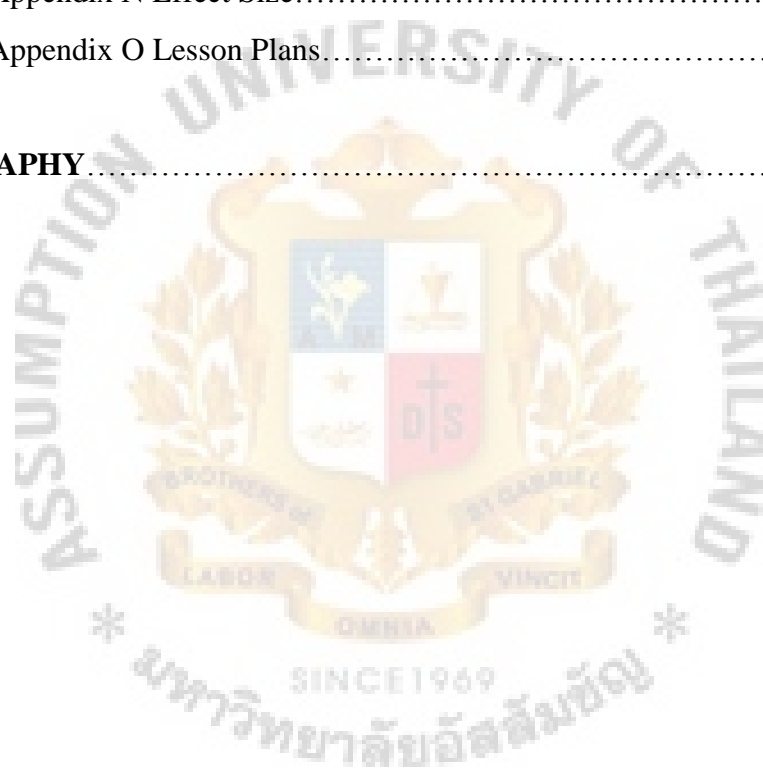 Appendix N Effect Size……………………………………………
Appendix O Lesson Plans…………………………………………
APHY……………………………………………………………
ASSUMPTION UNIVERSITY OF THAILAND
A M
D S
BROTHERS of ST GABRIEL
LABOR VINCIT
OMNIA
SINCE1969
* มหาวิทยาลัยอัสสัมชัญ *